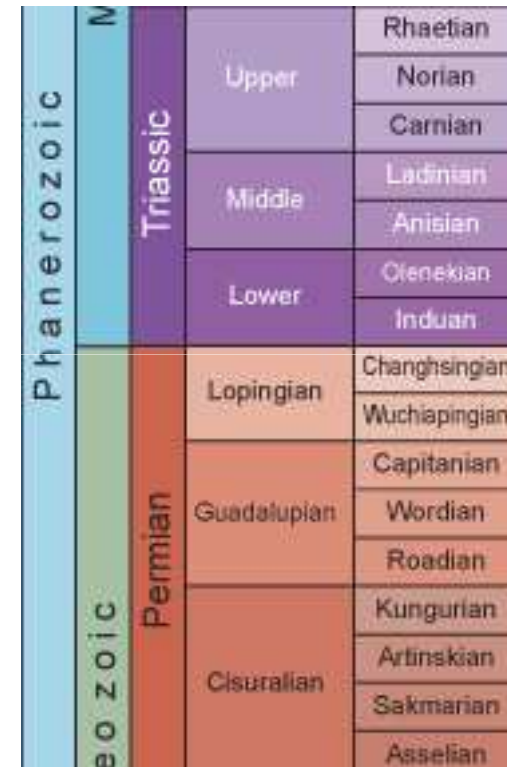 Phanerozoic
M
eozoic
Triassic
Upper
Rhaetian
Norian
Carnian
Middle
Ladinian
Anisian
Lower
Olenekian
Induan
Permian
Lopingian
Changhsingian
Wuchiapingian
Guadalupian
Capitanian
Wordian
Roadian
Cisuralian
Kungurian
Artinskian
Sakmarian
Asselian